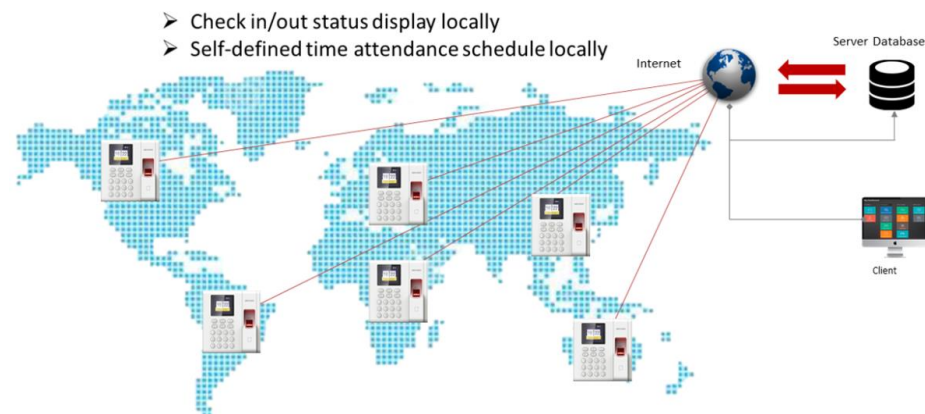 ➢ Check in/out status display locally
➢ Self-defined time attendance schedule locally
Internet
Server Database
Client